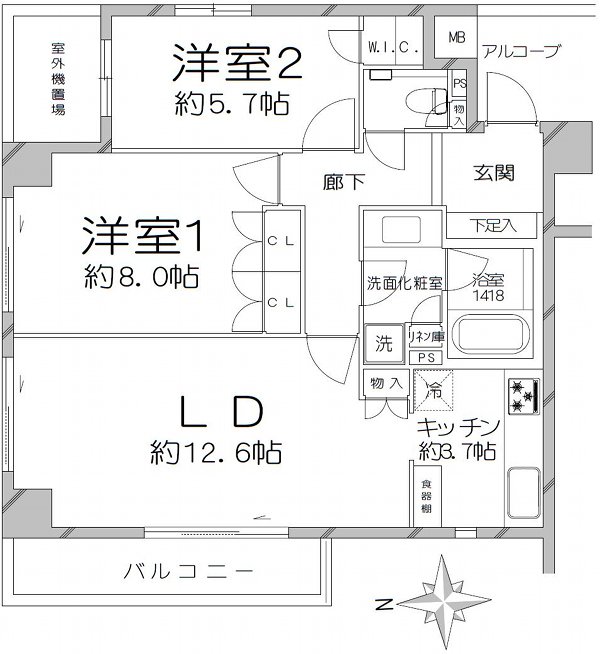 洋室2
約5.7帖
W.I.C.
MB
アルコーブ
室外機置場
PS
物入
廊下
玄関
下足入
洋室1
約8.0帖
CL
CL
洗面化粧室
浴室
1418
洗
リネン庫
PS
物入
冷
LD
約12.6帖
キッチン
約3.7帖
食器棚
バルコニー
N